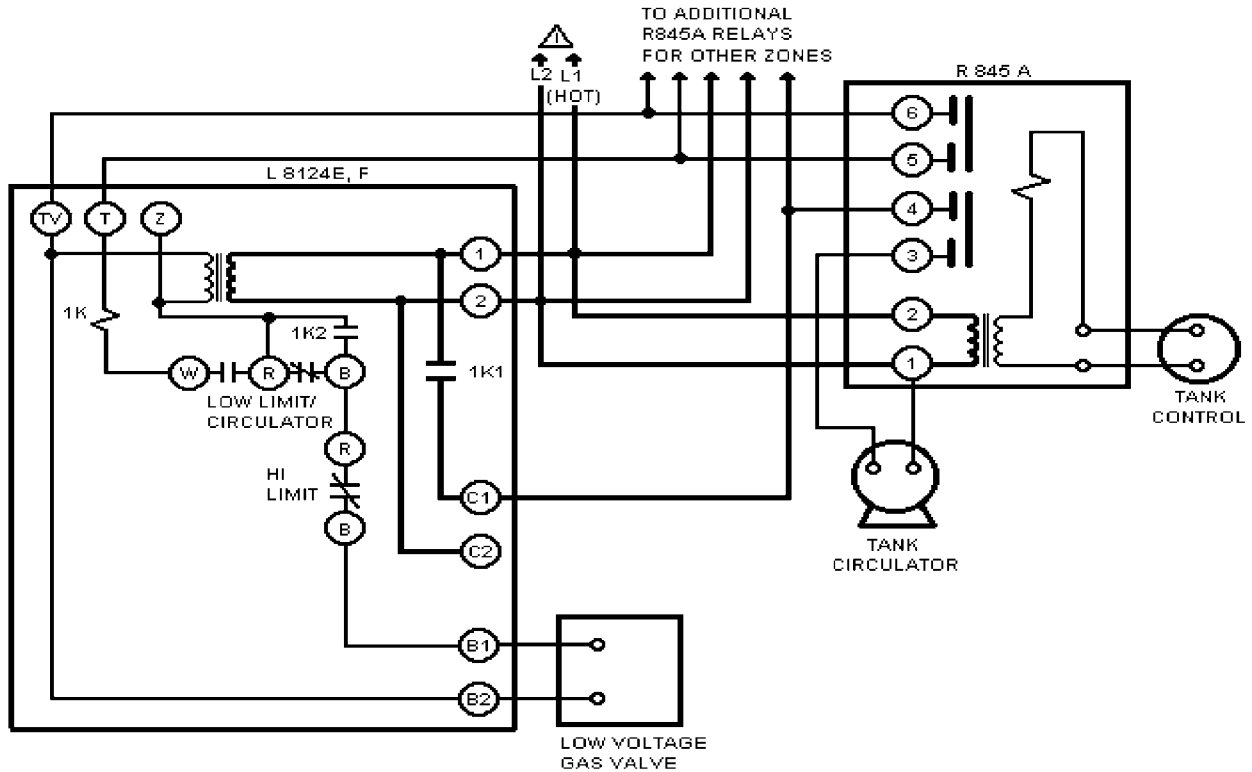 TO ADDITIONAL
R845A RELAYS
FOR OTHER ZONES
1
L2 L1
(HOT)
R 845 A
6
5
L 8124E, F
TV T Z
4
3
1
2
1K
1K2
2
1
W R B
1K1
LOW LIMIT/
CIRCULATOR
TANK
CONTROL
R
HI
LIMIT
B
C1
C2
TANK
CIRCULATOR
B1
B2
LOW VOLTAGE
GAS VALVE